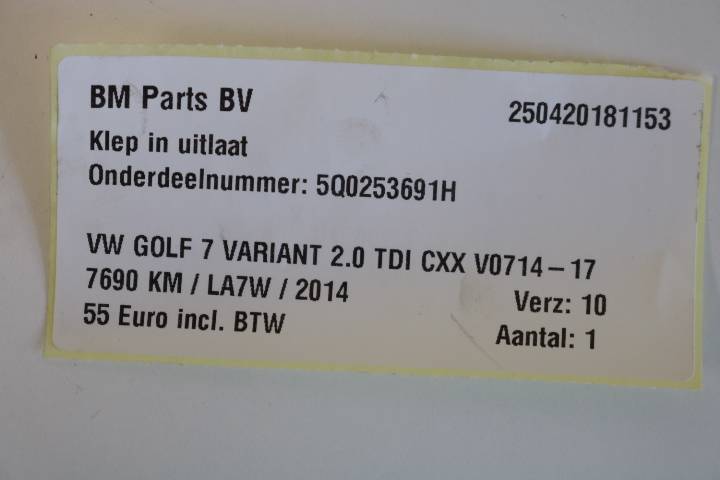 BM Parts BV 250420181153
Klep in uitlaat
Onderdeelnummer: 5Q0253691H
VW GOLF 7 VARIANT 2.0 TDI CXX V0714-17
7690 KM / LA7W / 2014 Verz: 10
55 Euro incl. BTW Aantal: 1